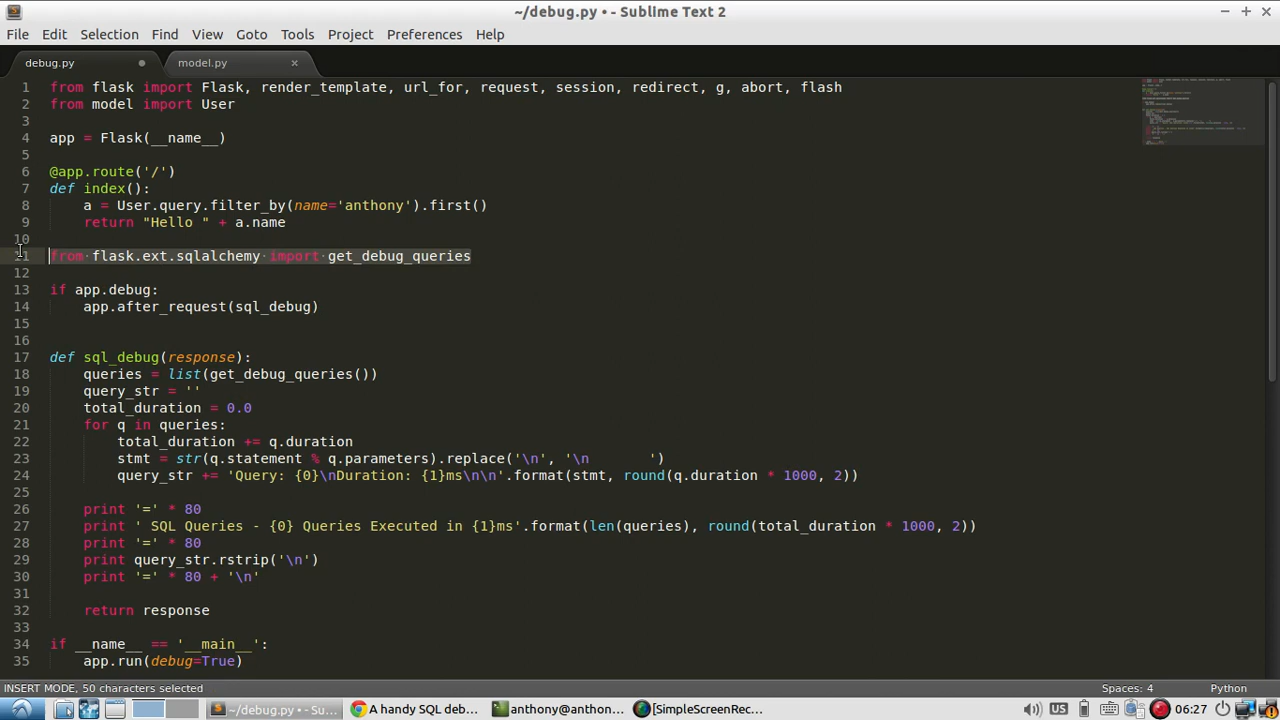 ~/debug.py • - Sublime Text 2
File Edit Selection Find View Goto Tools Project Preferences Help
debug.py model.py
1 from flask import Flask, render_template, url_for, request, session, redirect, g, abort, flash
2 from model import User
3
4 app = Flask(__name__)
5
6 @app.route('/')
7 def index():
8     a = User.query.filter_by(name='anthony').first()
9     return "Hello " + a.name
10
11 from flask.ext.sqlalchemy import get_debug_queries
12
13 if app.debug:
14     app.after_request(sql_debug)
15
16
17 def sql_debug(response):
18     queries = list(get_debug_queries())
19     query_str = ''
20     total_duration = 0.0
21     for q in queries:
22         total_duration += q.duration
23         stmt = str(q.statement % q.parameters).replace('\n', '\n       ')
24         query_str += 'Query: {0}\nDuration: {1}ms\n\n'.format(stmt, round(q.duration * 1000, 2))
25
26     print '=' * 80
27     print ' SQL Queries - {0} Queries Executed in {1}ms'.format(len(queries), round(total_duration * 1000, 2))
28     print '=' * 80
29     print query_str.rstrip('\n')
30     print '=' * 80 + '\n'
31
32     return response
33
34 if __name__ == '__main__':
35     app.run(debug=True)
INSERT MODE, 50 characters selected Spaces: 4 Python
~/debug.py • - Su... A handy SQL deb... anthony@anthon... [SimpleScreenRec... US 06:27